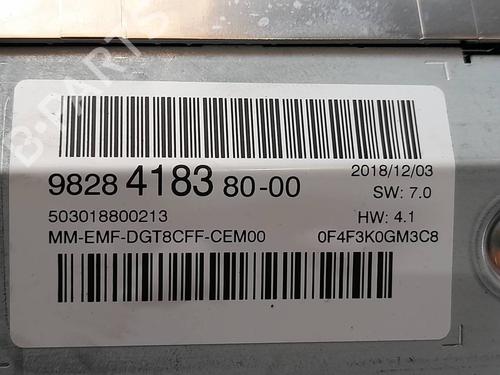 B-PARTS
9828 4183 80-00
2018/12/03
SW: 7.0
503018800213
HW: 4.1
MM-EMF-DGT8CFF-CEM00
0F4F3K0GM3C8